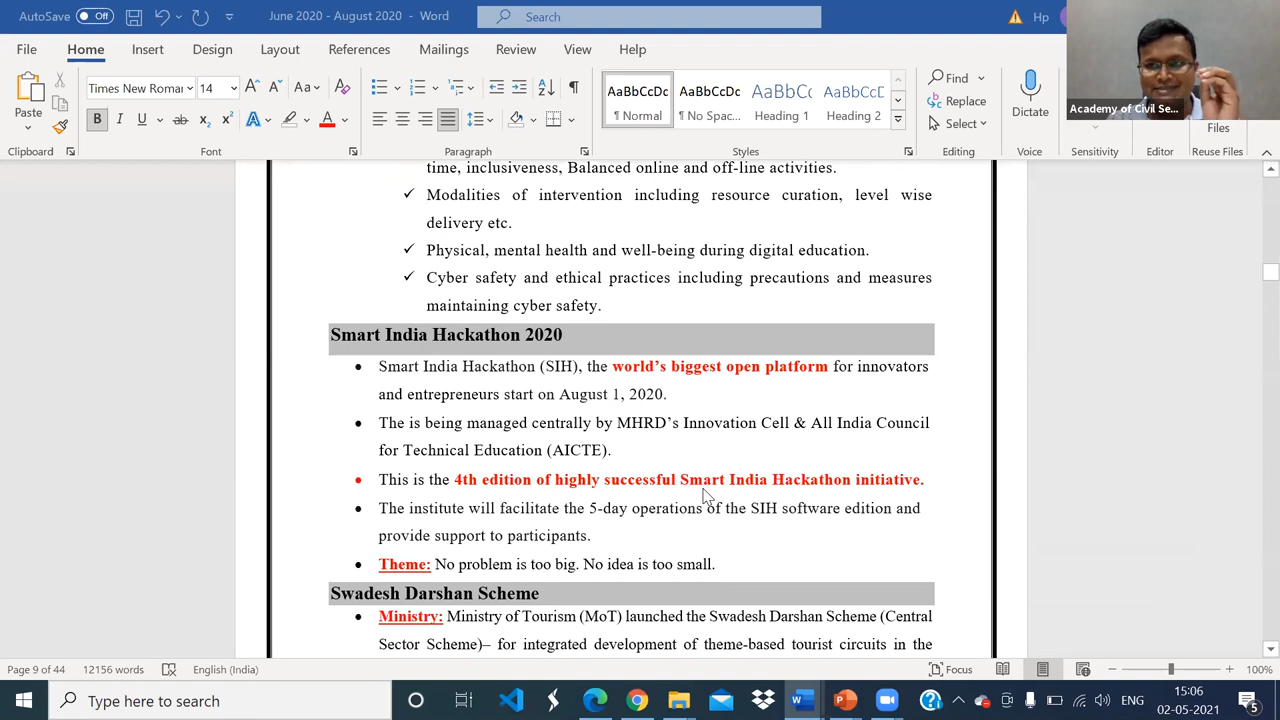 AutoSave Off June 2020 - August 2020 - Word Search Hp
File Home Insert Design Layout References Mailings Review View Help
Paste Times New Roma 14 Aa AaBbCcDc AaBbCcDc AaBbCc AaBbCcD Find Replace Select Dictate Academy of Civil Se...
B I U ab x₂ x² A A ¶ Normal ¶ No Spac... Heading 1 Heading 2 Files
Clipboard Font Paragraph Styles Editing Voice Sensitivity Editor Reuse Files
time, inclusiveness, Balanced online and off-line activities.
✓ Modalities of intervention including resource curation, level wise
delivery etc.
✓ Physical, mental health and well-being during digital education.
✓ Cyber safety and ethical practices including precautions and measures
maintaining cyber safety.
Smart India Hackathon 2020
• Smart India Hackathon (SIH), the world's biggest open platform for innovators
and entrepreneurs start on August 1, 2020.
• The is being managed centrally by MHRD's Innovation Cell & All India Council
for Technical Education (AICTE).
• This is the 4th edition of highly successful Smart India Hackathon initiative.
• The institute will facilitate the 5-day operations of the SIH software edition and
provide support to participants.
• Theme: No problem is too big. No idea is too small.
Swadesh Darshan Scheme
• Ministry: Ministry of Tourism (MoT) launched the Swadesh Darshan Scheme (Central
Sector Scheme)– for integrated development of theme-based tourist circuits in the
Page 9 of 44 12156 words English (India) Focus 100%
Type here to search ENG 15:06
02-05-2021 5